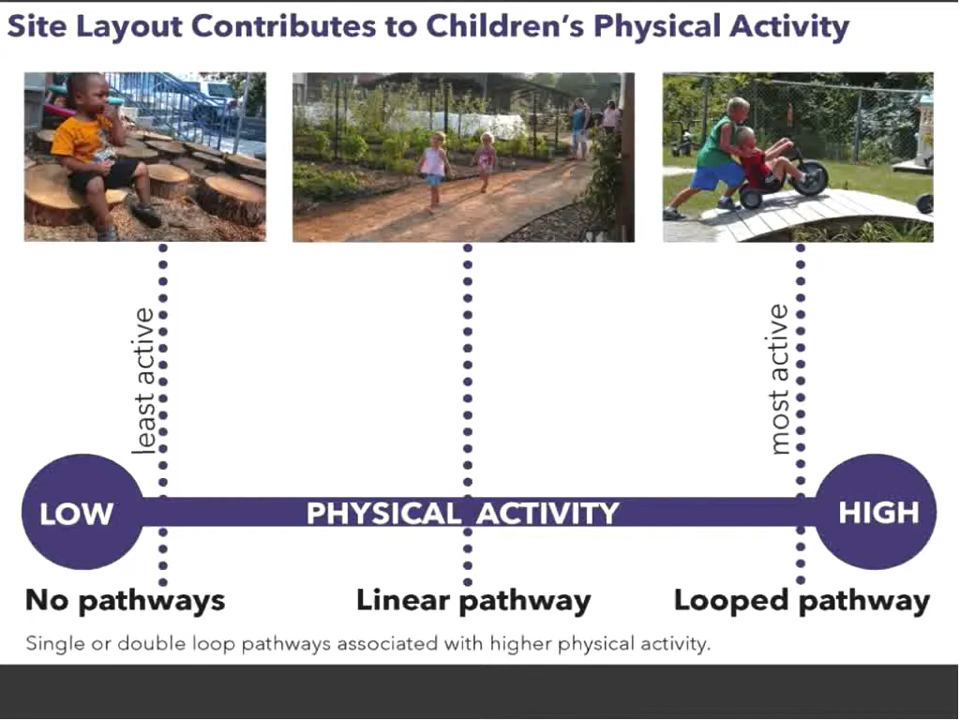 Site Layout Contributes to Children's Physical Activity
least active
most active
LOW
PHYSICAL ACTIVITY
HIGH
No pathways
Linear pathway
Looped pathway
Single or double loop pathways associated with higher physical activity.